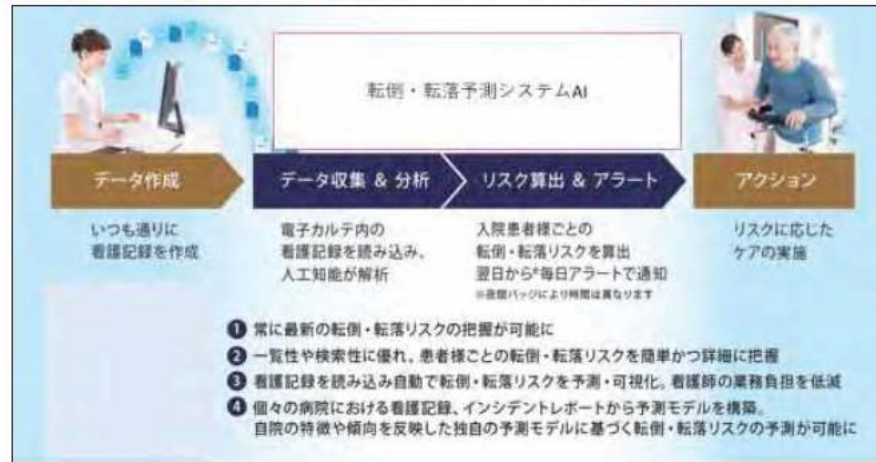 転倒・転落予測システムAI
データ作成
データ収集 & 分析
リスク算出 & アラート
アクション
いつも通りに
看護記録を作成
電子カルテ内の
看護記録を読み込み、
人工知能が解析
入院患者様ごとの
転倒・転落リスクを算出
翌日から※毎日アラートで通知
※夜間バッジにより時間は異なります
リスクに応じた
ケアの実施
1 常に最新の転倒・転落リスクの把握が可能に
2 一覧性や検索性に優れ、患者様ごとの転倒・転落リスクを簡単かつ詳細に把握
3 看護記録を読み込み自動で転倒・転落リスクを予測・可視化。看護師の業務負担を低減
4 個々の病院における看護記録、インシデントレポートから予測モデルを構築。
自院の特徴や傾向を反映した独自の予測モデルに基づく転倒・転落リスクの予測が可能に